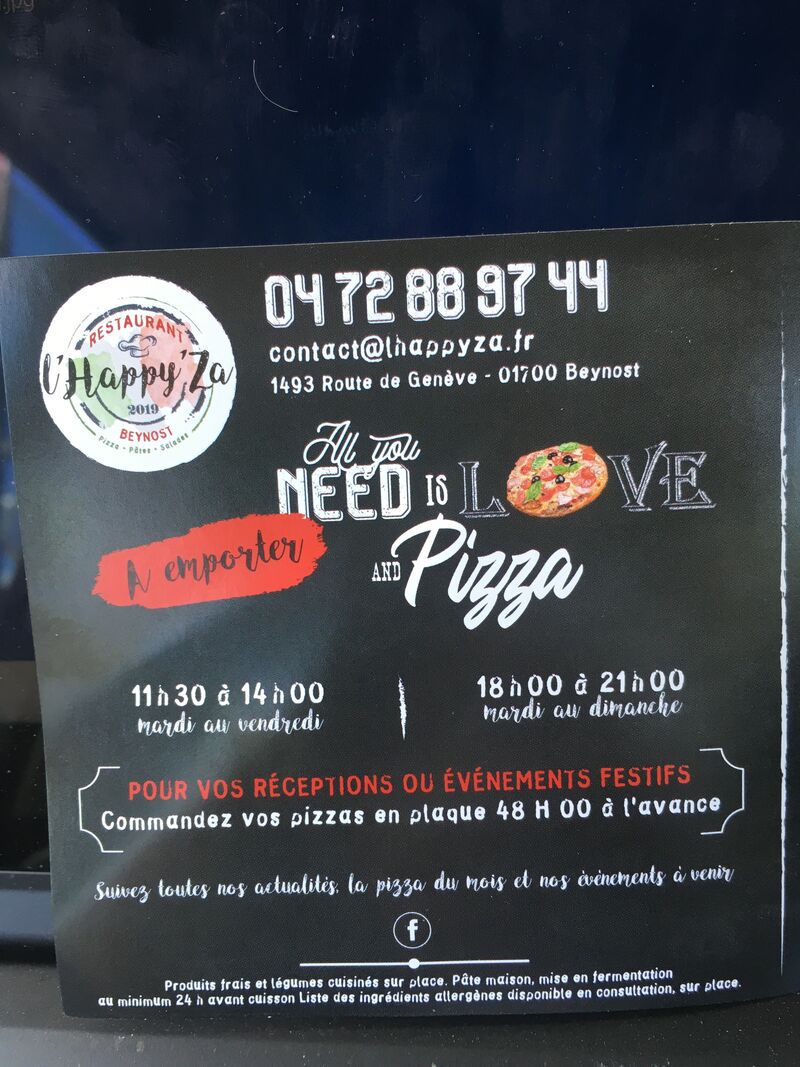 .jpg
04 72 88 97 44
contact@lhappyza.fr
1493 Route de Genève - 01700 Beynost
RESTAURANT
l'Happy'Za
2019
BEYNOST
Pizza - Pâtes - Salades
All you
NEED IS LOVE
AND Pizza
A emporter
11h30 à 14h00
mardi au vendredi
18h00 à 21h00
mardi au dimanche
POUR VOS RÉCEPTIONS OU ÉVÉNEMENTS FESTIFS
Commandez vos pizzas en plaque 48 H 00 à l'avance
Suivez toutes nos actualités, la pizza du mois et nos évènements à venir
f
Produits frais et légumes cuisinés sur place. Pâte maison, mise en fermentation
au minimum 24 h avant cuisson Liste des ingrédients allergènes disponible en consultation, sur place.